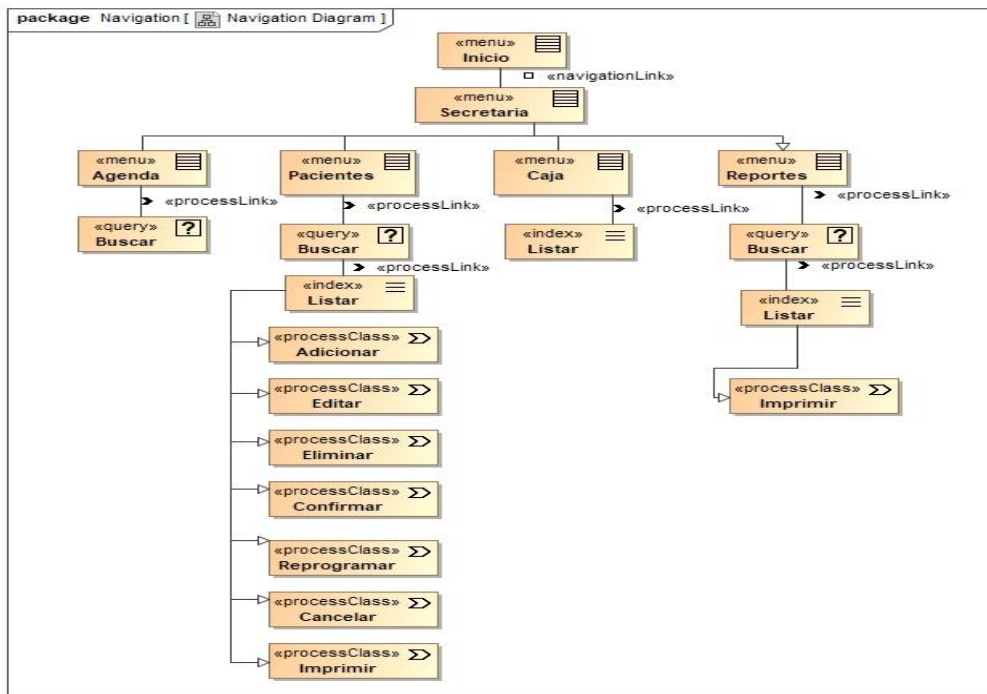 package Navigation [ Navigation Diagram ]
«menu»
Inicio
«navigationLink»
«menu»
Secretaria
«menu»
Agenda
«menu»
Pacientes
«menu»
Caja
«menu»
Reportes
«processLink»
«processLink»
«processLink»
«processLink»
«query»
Buscar
?
«query»
Buscar
?
«index»
Listar
«query»
Buscar
?
«processLink»
«processLink»
«index»
Listar
«index»
Listar
«processClass»
Adicionar
«processClass»
Editar
«processClass»
Eliminar
«processClass»
Confirmar
«processClass»
Reprogramar
«processClass»
Cancelar
«processClass»
Imprimir
«processClass»
Imprimir